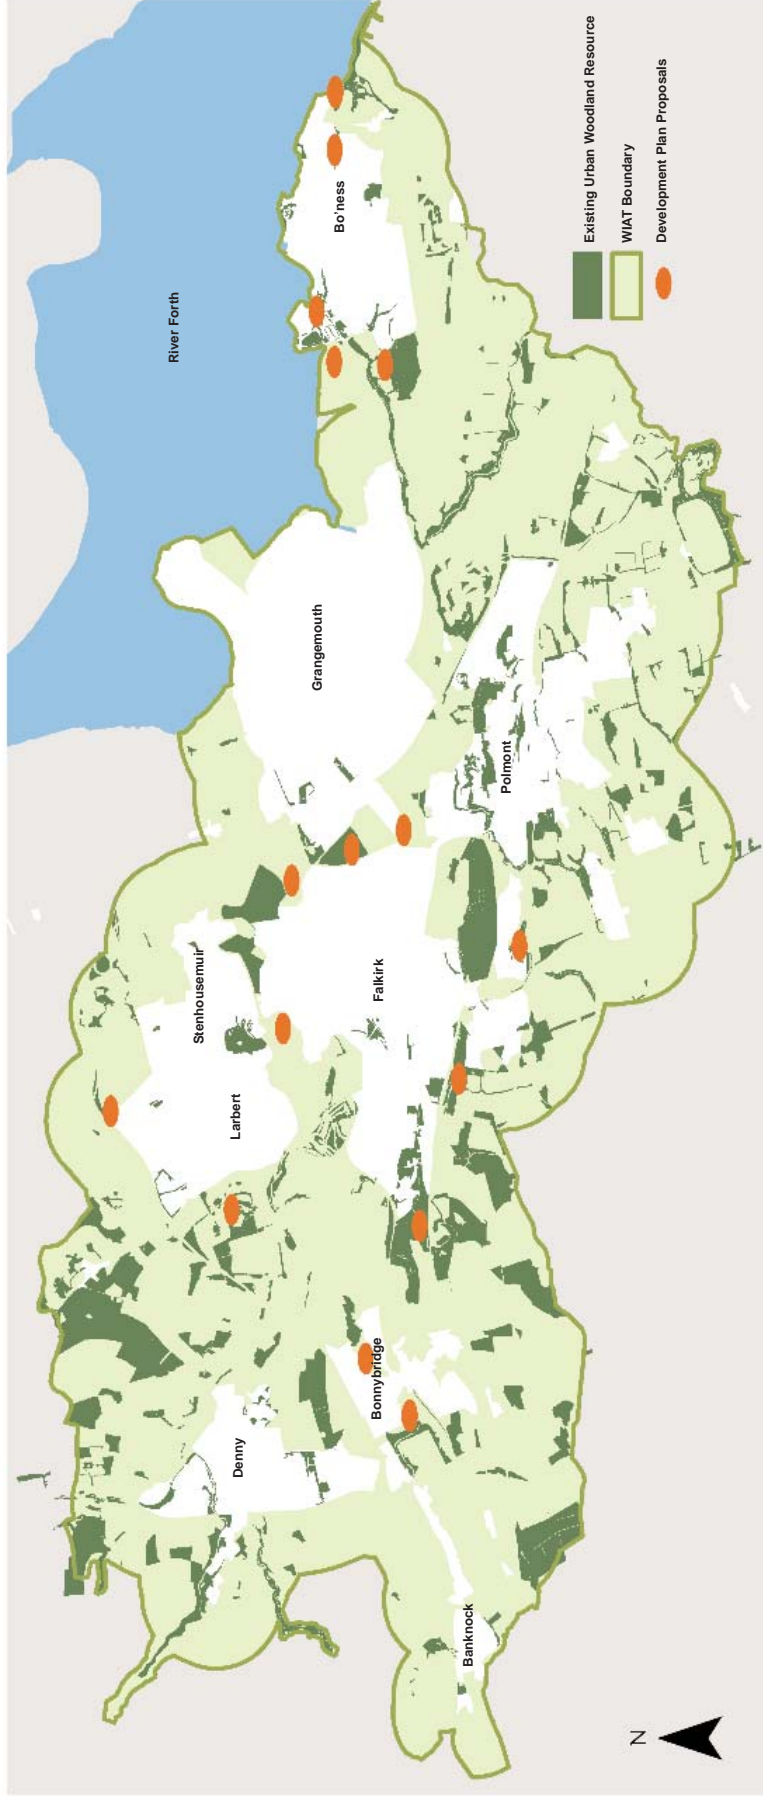 River Forth
Bo'ness
Grangemouth
Stenhousemuir
Larbert
Falkirk
Polmont
Denny
Bonnybridge
Banknock
Existing Urban Woodland Resource
WIAT Boundary
Development Plan Proposals
N